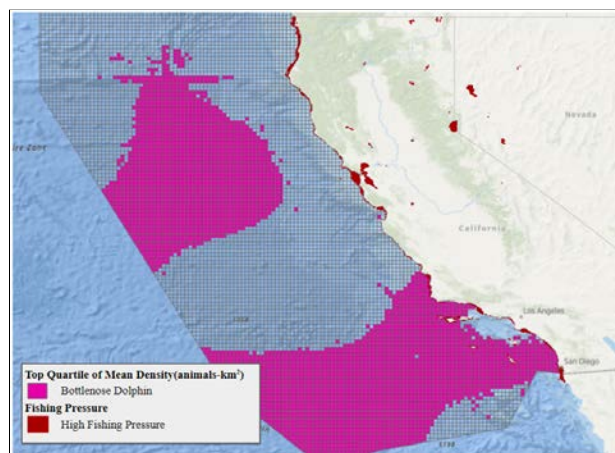 Nevada
California
Los Angeles
San Diego
Top Quartile of Mean Density(animals-km²)
Bottlenose Dolphin
Fishing Pressure
High Fishing Pressure